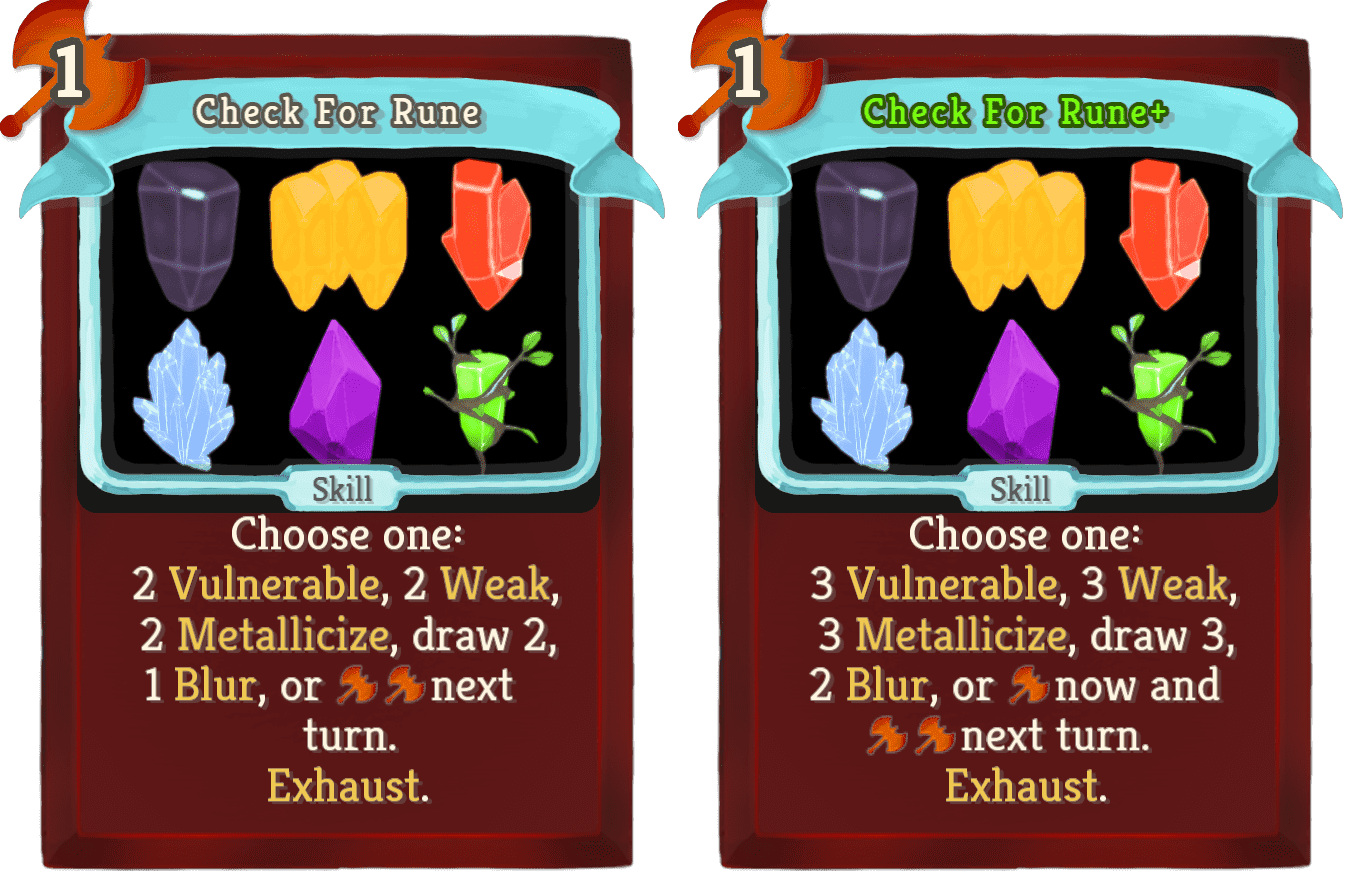 1
Check For Rune
Skill
Choose one:
2 Vulnerable, 2 Weak,
2 Metallicize, draw 2,
1 Blur, or next
turn.
Exhaust.
1
Check For Rune+
Skill
Choose one:
3 Vulnerable, 3 Weak,
3 Metallicize, draw 3,
2 Blur, or now and
next turn.
Exhaust.